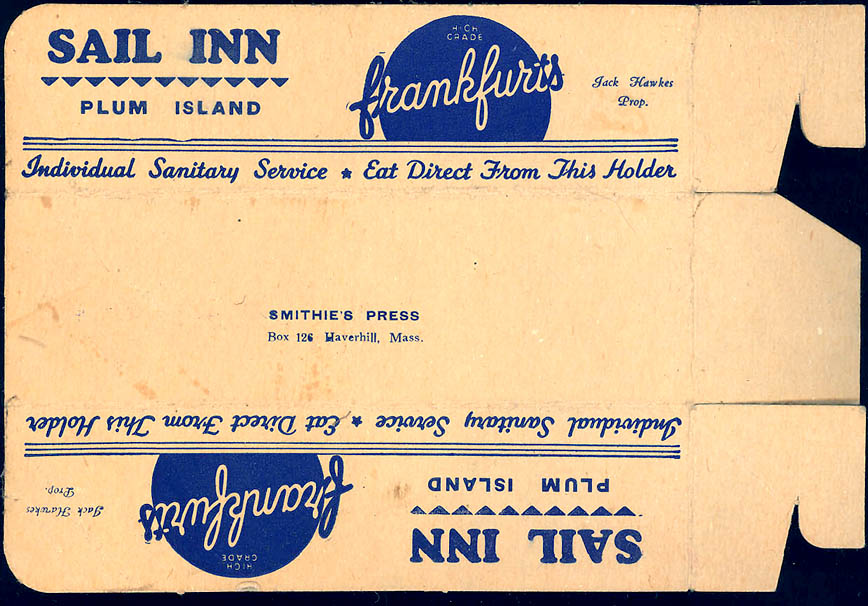 SAIL INN
PLUM ISLAND
HIGH
GRADE
frankfurts
Jack Hawkes
Prop.
Individual Sanitary Service ★ Eat Direct From This Holder
SMITHIE'S PRESS
Box 126 Haverhill, Mass.
Individual Sanitary Service ★ Eat Direct From This Holder
SAIL INN
PLUM ISLAND
HIGH
GRADE
frankfurts
Jack Hawkes
Prop.